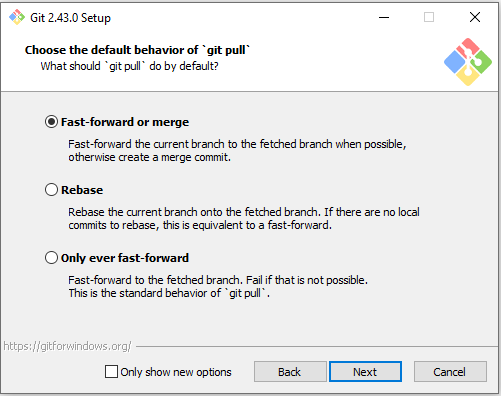 Git 2.43.0 Setup
Choose the default behavior of `git pull`
What should `git pull` do by default?
Fast-forward or merge
Fast-forward the current branch to the fetched branch when possible,
otherwise create a merge commit.
Rebase
Rebase the current branch onto the fetched branch. If there are no local
commits to rebase, this is equivalent to a fast-forward.
Only ever fast-forward
Fast-forward to the fetched branch. Fail if that is not possible.
This is the standard behavior of `git pull`.
https://gitforwindows.org/
Only show new options Back Next Cancel